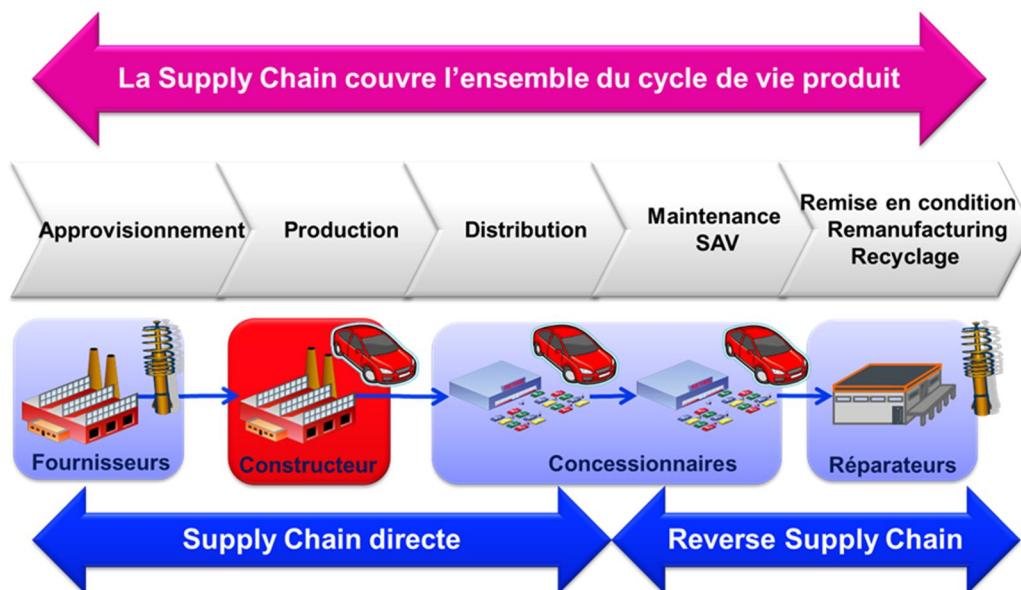 La Supply Chain couvre l'ensemble du cycle de vie produit
Approvisionnement
Production
Distribution
Maintenance
SAV
Remise en condition
Remanufacturing
Recyclage
Fournisseurs
Constructeur
Concessionnaires
Réparateurs
Supply Chain directe
Reverse Supply Chain